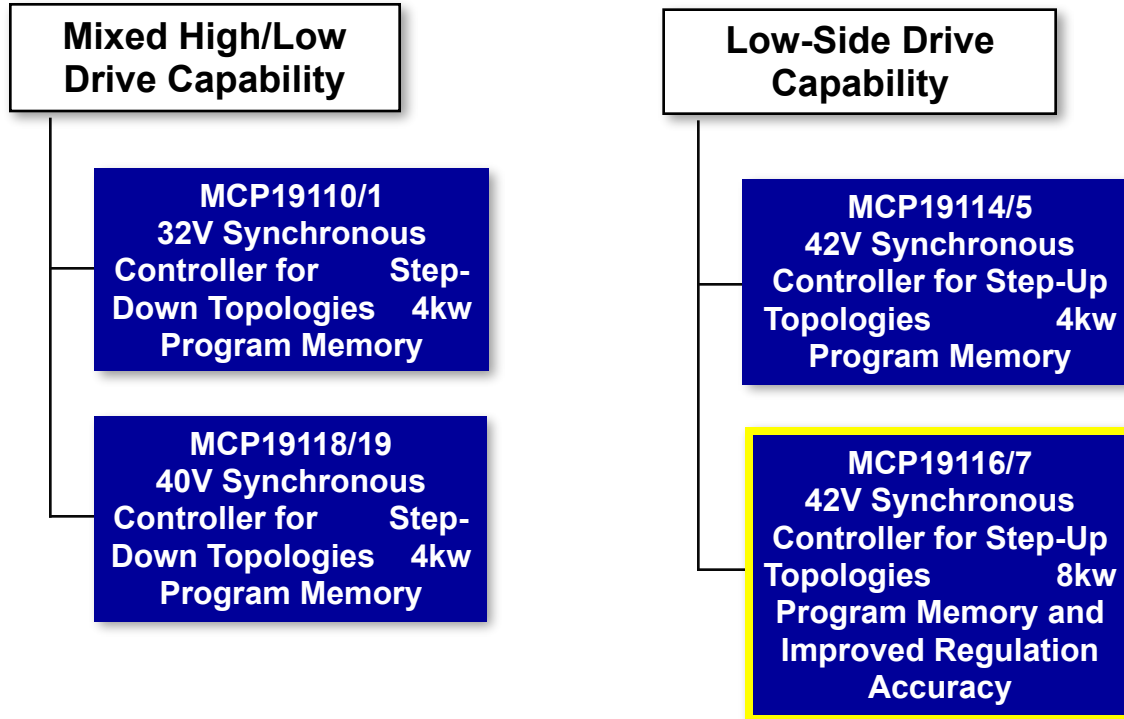 Mixed High/Low
Drive Capability
MCP19110/1
32V Synchronous
Controller for Step-
Down Topologies 4kw
Program Memory
MCP19118/19
40V Synchronous
Controller for Step-
Down Topologies 4kw
Program Memory
Low-Side Drive
Capability
MCP19114/5
42V Synchronous
Controller for Step-Up
Topologies 4kw
Program Memory
MCP19116/7
42V Synchronous
Controller for Step-Up
Topologies 8kw
Program Memory and
Improved Regulation
Accuracy